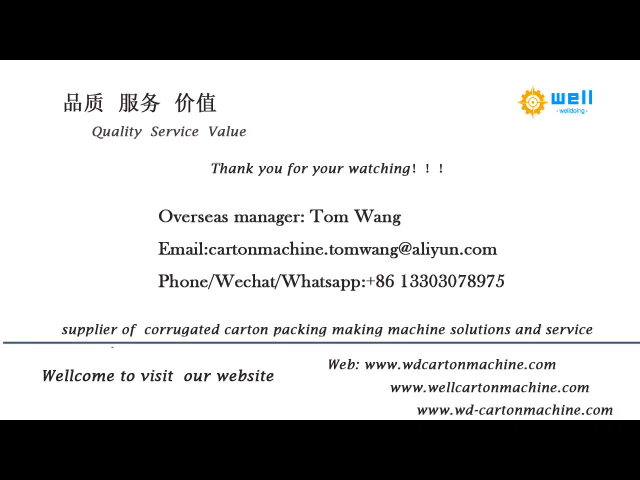 品质 服务 价值
well
Quality Service Value
-welldoing-
Thank you for your watching! ! !
Overseas manager: Tom Wang
Email:cartonmachine.tomwang@aliyun.com
Phone/Wechat/Whatsapp:+86 13303078975
supplier of corrugated carton packing making machine solutions and service
Wellcome to visit our website
Web: www.wdcartonmachine.com
www.wellcartonmachine.com
www.wd-cartonmachine.com